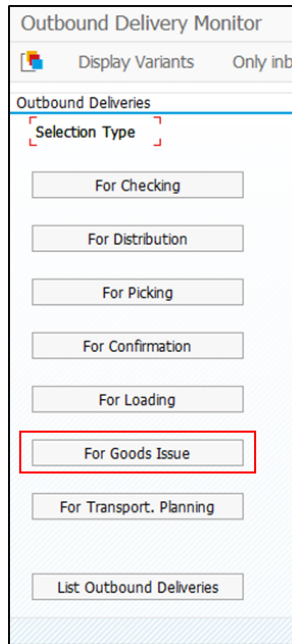 Outbound Delivery Monitor
Display Variants Only inb
Outbound Deliveries
Selection Type
For Checking
For Distribution
For Picking
For Confirmation
For Loading
For Goods Issue
For Transport. Planning
List Outbound Deliveries